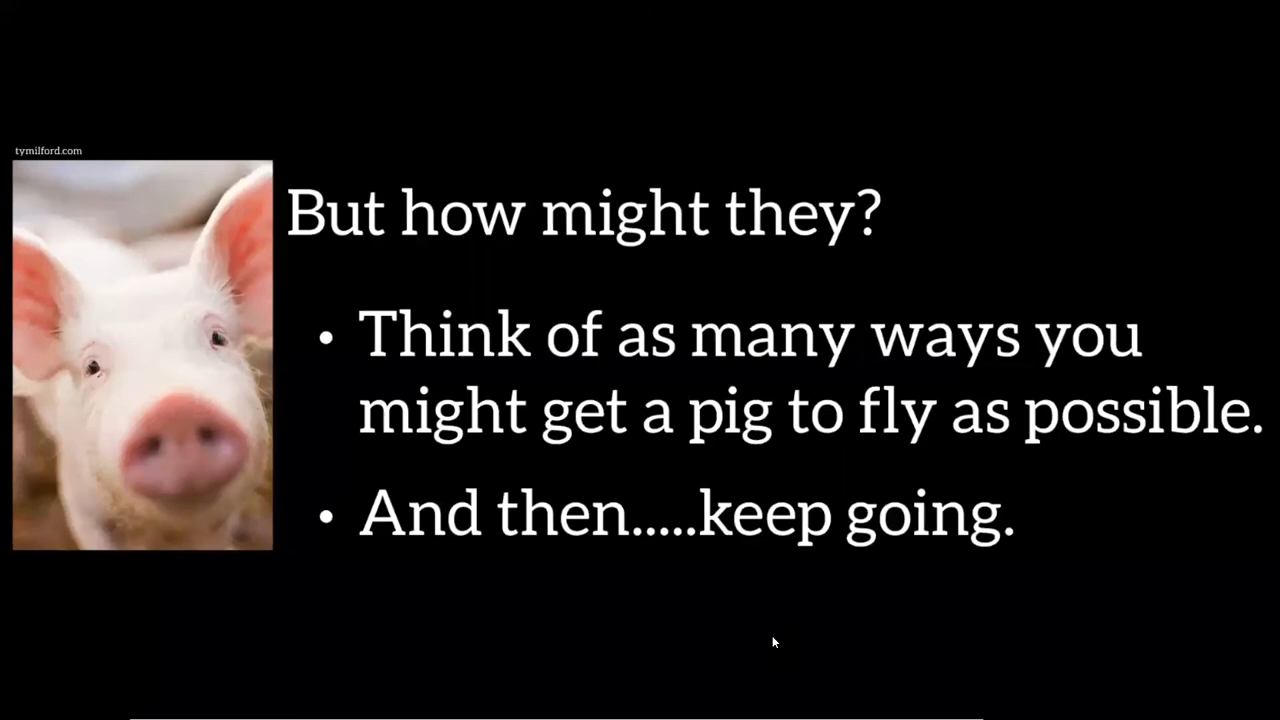 tymilford.com
But how might they?
• Think of as many ways you
might get a pig to fly as possible.
• And then.....keep going.